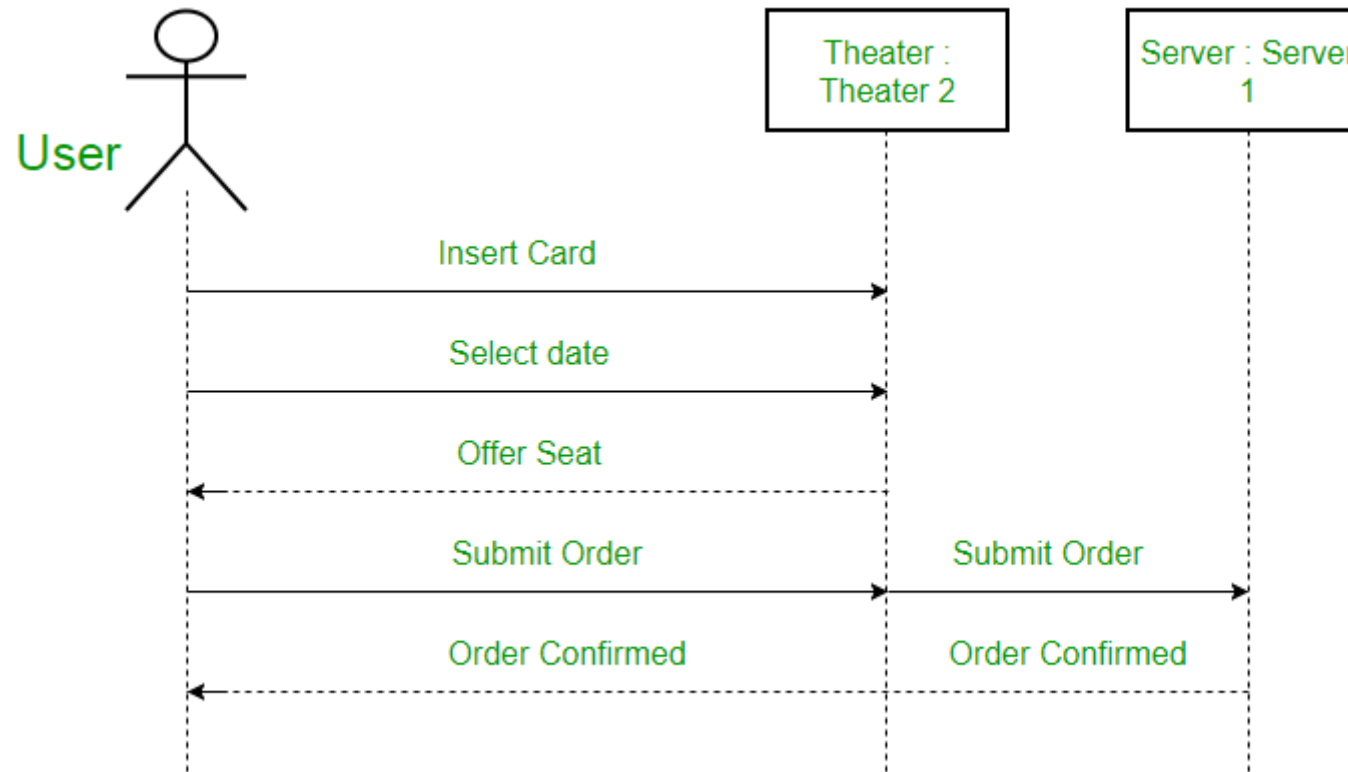 Theater :
Theater 2
Server : Server
1
User
Insert Card
Select date
Offer Seat
Submit Order
Submit Order
Order Confirmed
Order Confirmed